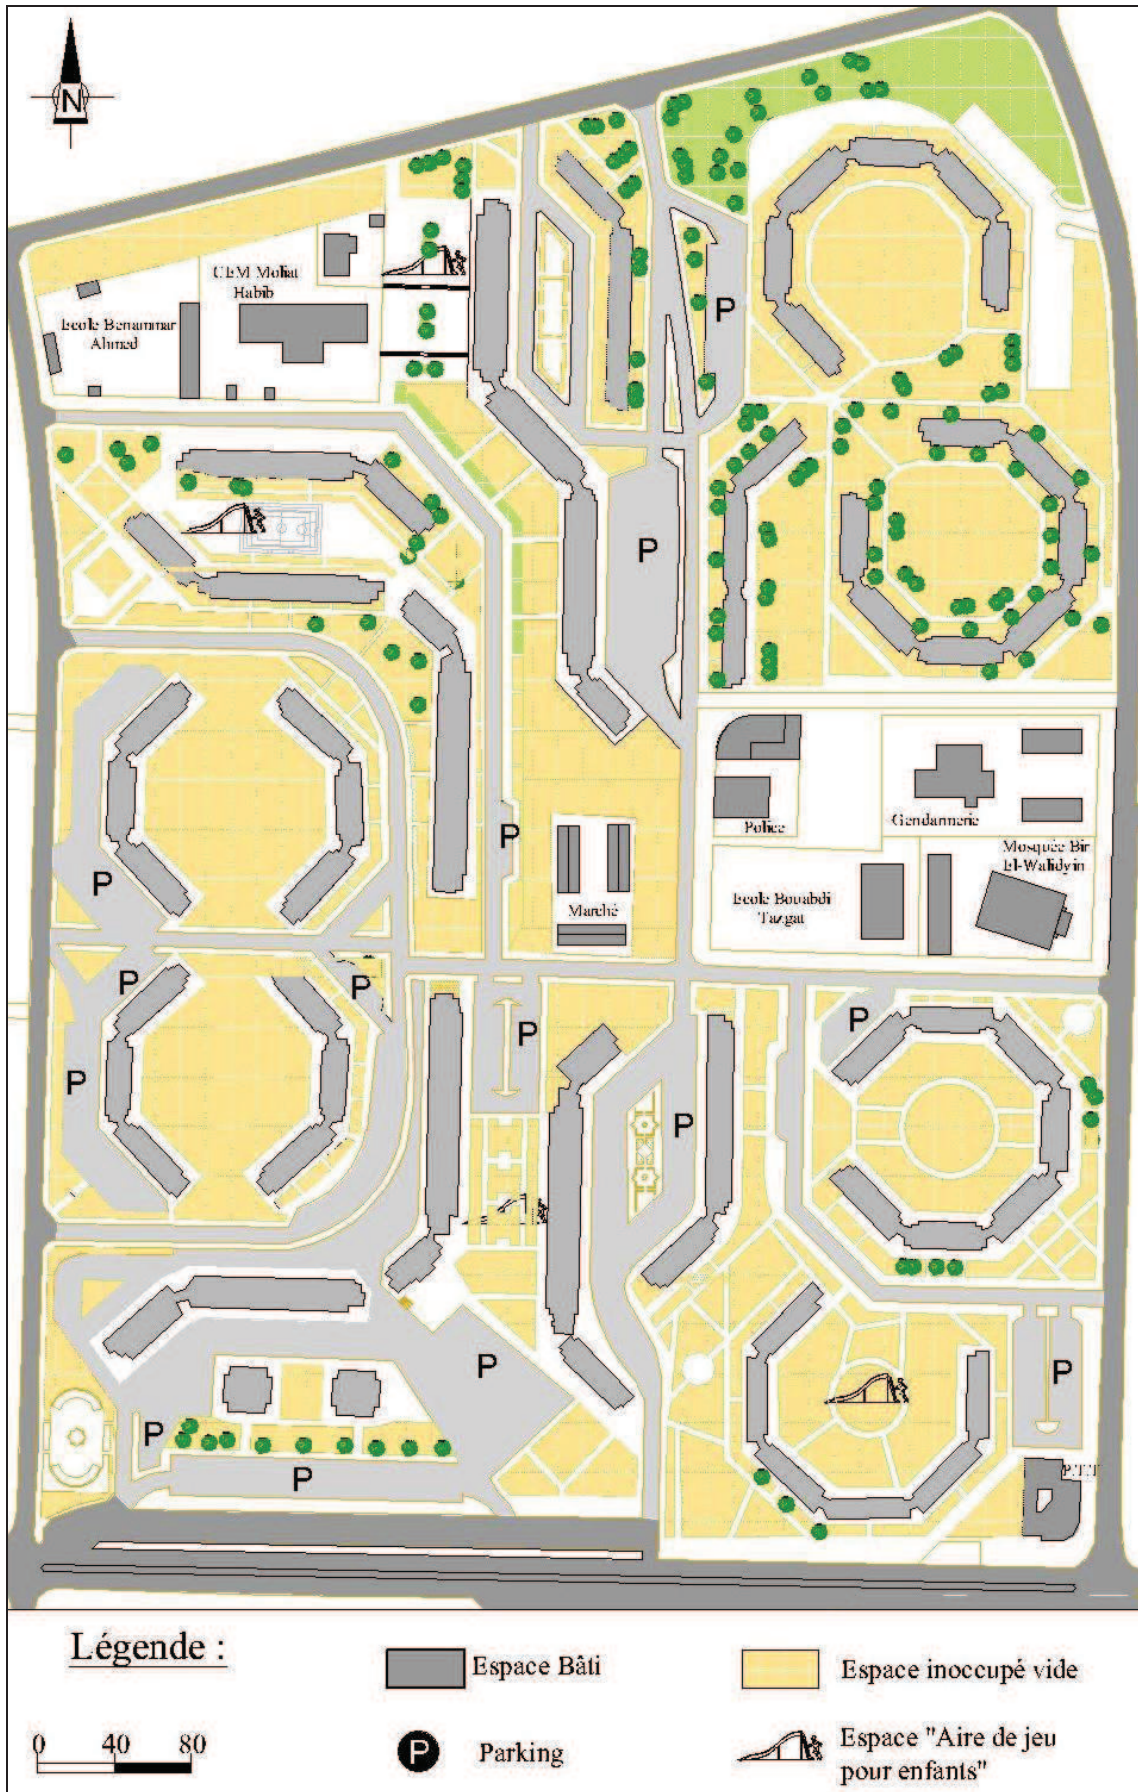 N
CEM Moliat
Habib
Ecole Benammar
Ahmed
P
P
P
Police
Gendarmerie
Mosquée Bir
El-Walidyin
Ecole Bouabdi
Tazgat
Marché
P
P
P
P
P
P
P
P
P
P
P
P.T.T
P
Légende :
Espace Bâti
Espace inoccupé vide
0 40 80
P
Parking
Espace "Aire de jeu
pour enfants"